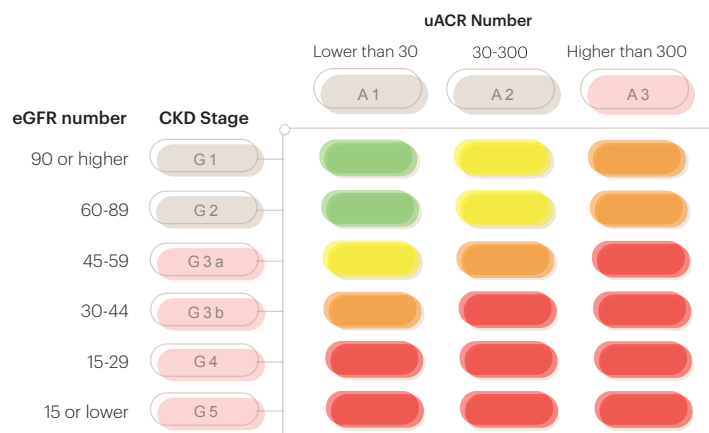 uACR Number
Lower than 30 30-300 Higher than 300
A 1 A 2 A 3
eGFR number CKD Stage
90 or higher G 1
60-89 G 2
45-59 G 3 a
30-44 G 3 b
15-29 G 4
15 or lower G 5